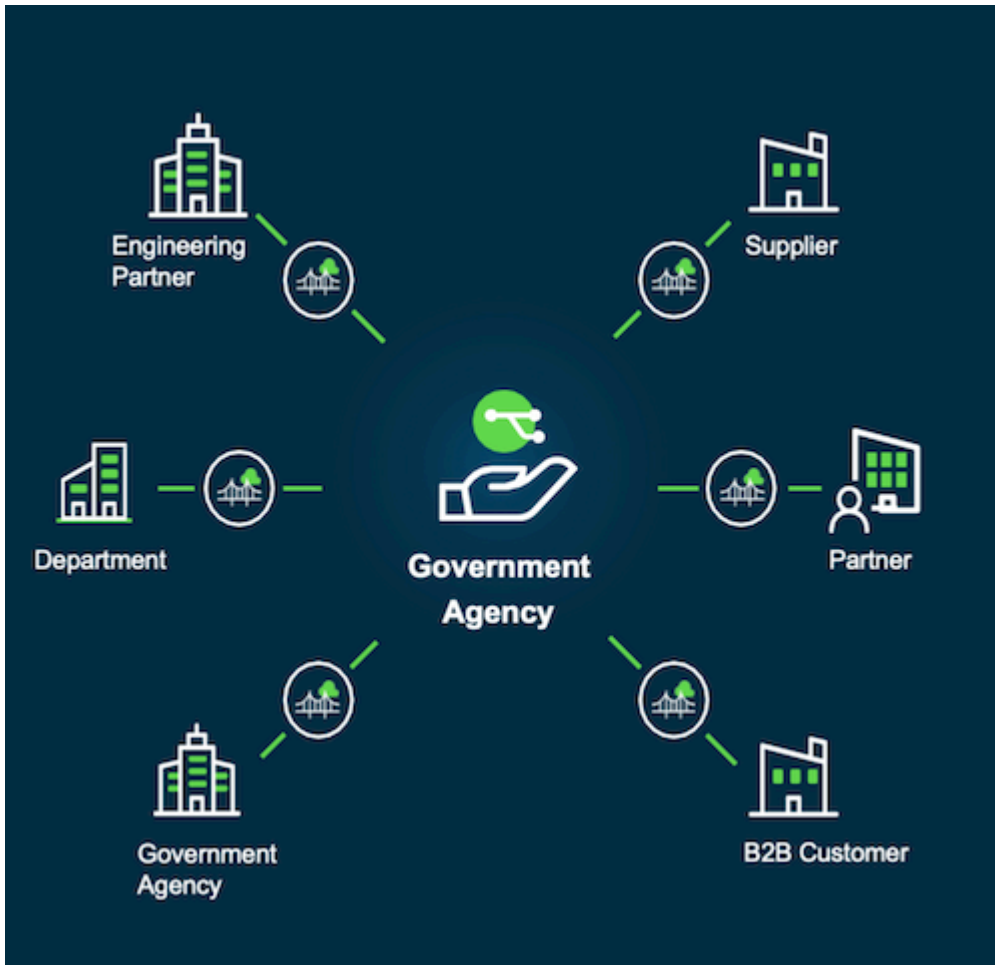 Engineering
Partner
Supplier
Department
Government
Agency
Partner
Government
Agency
B2B Customer